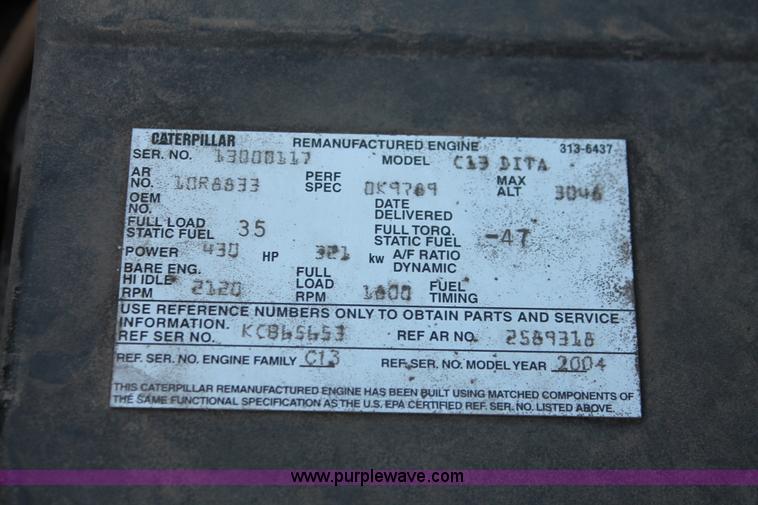 CATERPILLAR REMANUFACTURED ENGINE 313-6437
SER. NO. 13000117 MODEL C13 DITA
AR NO. 10R8833 PERF SPEC 0K9789 MAX ALT 3048
OEM NO. DATE DELIVERED
FULL LOAD STATIC FUEL 35 FULL TORQ. STATIC FUEL -47
POWER 430 HP 321 kw A/F RATIO DYNAMIC
BARE ENG. HI IDLE RPM 2120 FULL LOAD RPM 1800 FUEL TIMING
USE REFERENCE NUMBERS ONLY TO OBTAIN PARTS AND SERVICE
INFORMATION.
REF SER NO. KCB65653 REF AR NO. 2589318
REF. SER. NO. ENGINE FAMILY C13 REF. SER. NO. MODEL YEAR 2004
THIS CATERPILLAR REMANUFACTURED ENGINE HAS BEEN BUILT USING MATCHED COMPONENTS OF
THE SAME FUNCTIONAL SPECIFICATION AS THE U.S. EPA CERTIFIED REF. SER. NO. LISTED ABOVE.
www.purplewave.com